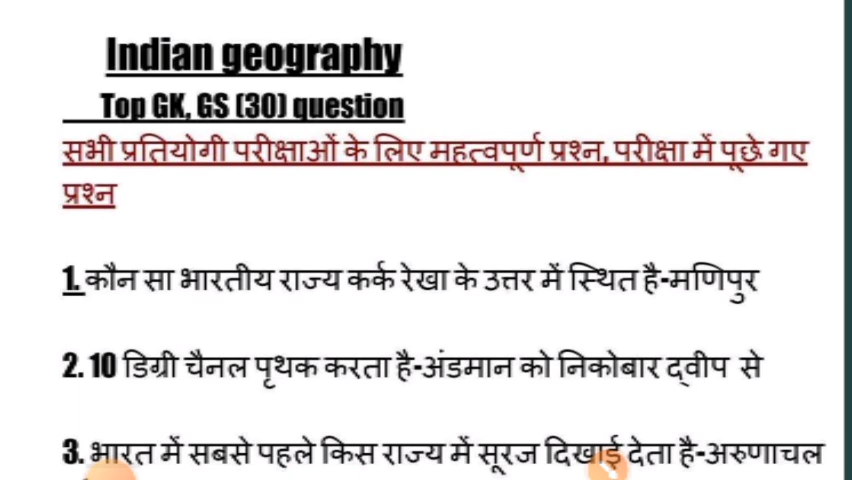 Indian geography
Top GK, GS (30) question
सभी प्रतियोगी परीक्षाओं के लिए महत्वपूर्ण प्रश्न, परीक्षा में पूछे गए
प्रश्न
1. कौन सा भारतीय राज्य कर्क रेखा के उत्तर में स्थित है-मणिपुर
2. 10 डिग्री चैनल पृथक करता है-अंडमान को निकोबार द्वीप से
3. भारत में सबसे पहले किस राज्य में सूरज दिखाई देता है-अरुणाचल